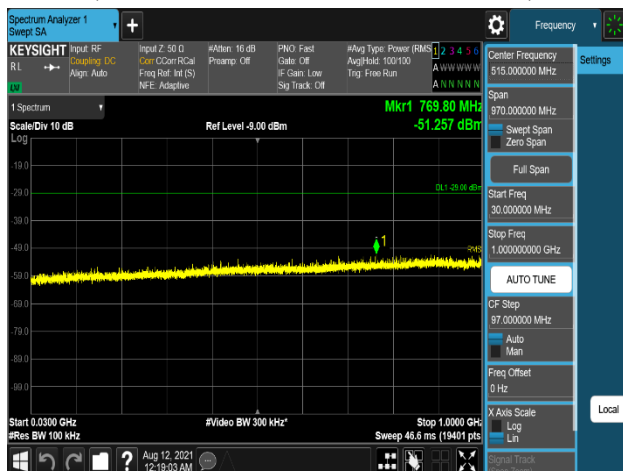 Spectrum Analyzer 1
Swept SA
+
Frequency
KEYSIGHT
RL
LXI
Input: RF
Coupling: DC
Align: Auto
Input Z: 50 Ω
Corr CCorr RCal
Freq Ref: Int (S)
NFE: Adaptive
#Atten: 16 dB
Preamp: Off
PNO: Fast
Gate: Off
IF Gain: Low
Sig Track: Off
#Avg Type: Power (RMS
Avg|Hold: 100/100
Trig: Free Run
1 2 3 4 5 6
A W W W W W
A N N N N N
1 Spectrum
Mkr1 769.80 MHz
Scale/Div 10 dB
Ref Level -9.00 dBm
-51.257 dBm
Log
-19.0
-29.0
DL1 -29.00 dBm
-39.0
1
-49.0
RMS
-59.0
-69.0
-79.0
-89.0
-99.0
Start 0.0300 GHz
#Video BW 300 kHz*
Stop 1.0000 GHz
#Res BW 100 kHz
Sweep 46.6 ms (19401 pts
?
Aug 12, 2021
12:19:03 AM
Center Frequency
515.000000 MHz
Settings
Span
970.000000 MHz
Swept Span
Zero Span
Full Span
Start Freq
30.000000 MHz
Stop Freq
1.000000000 GHz
AUTO TUNE
CF Step
97.000000 MHz
Auto
Man
Freq Offset
0 Hz
X Axis Scale
Log
Lin
Local
Signal Track